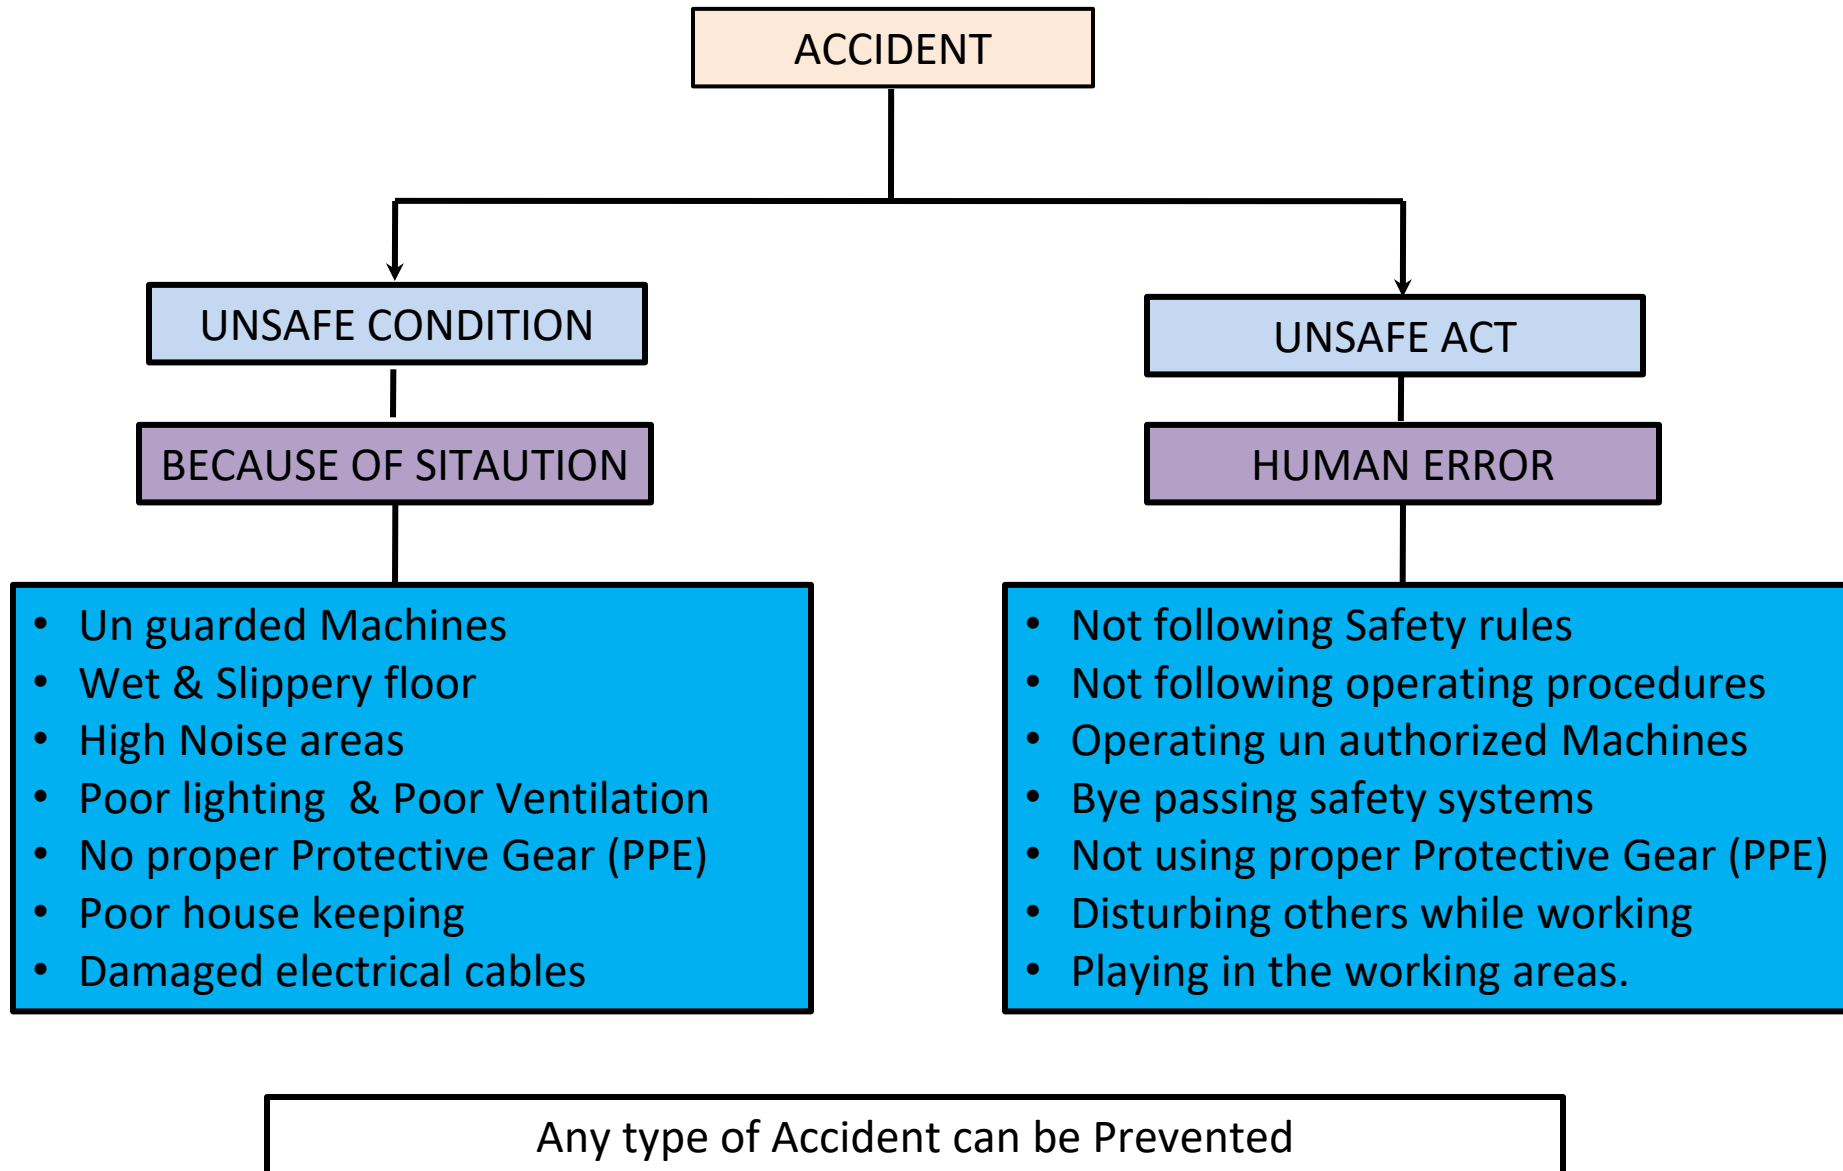 ACCIDENT
UNSAFE CONDITION
BECAUSE OF SITAUTION
• Un guarded Machines
• Wet & Slippery floor
• High Noise areas
• Poor lighting  & Poor Ventilation
• No proper Protective Gear (PPE)
• Poor house keeping
• Damaged electrical cables
UNSAFE ACT
HUMAN ERROR
• Not following Safety rules
• Not following operating procedures
• Operating un authorized Machines
• Bye passing safety systems
• Not using proper Protective Gear (PPE)
• Disturbing others while working
• Playing in the working areas.
Any type of Accident can be Prevented